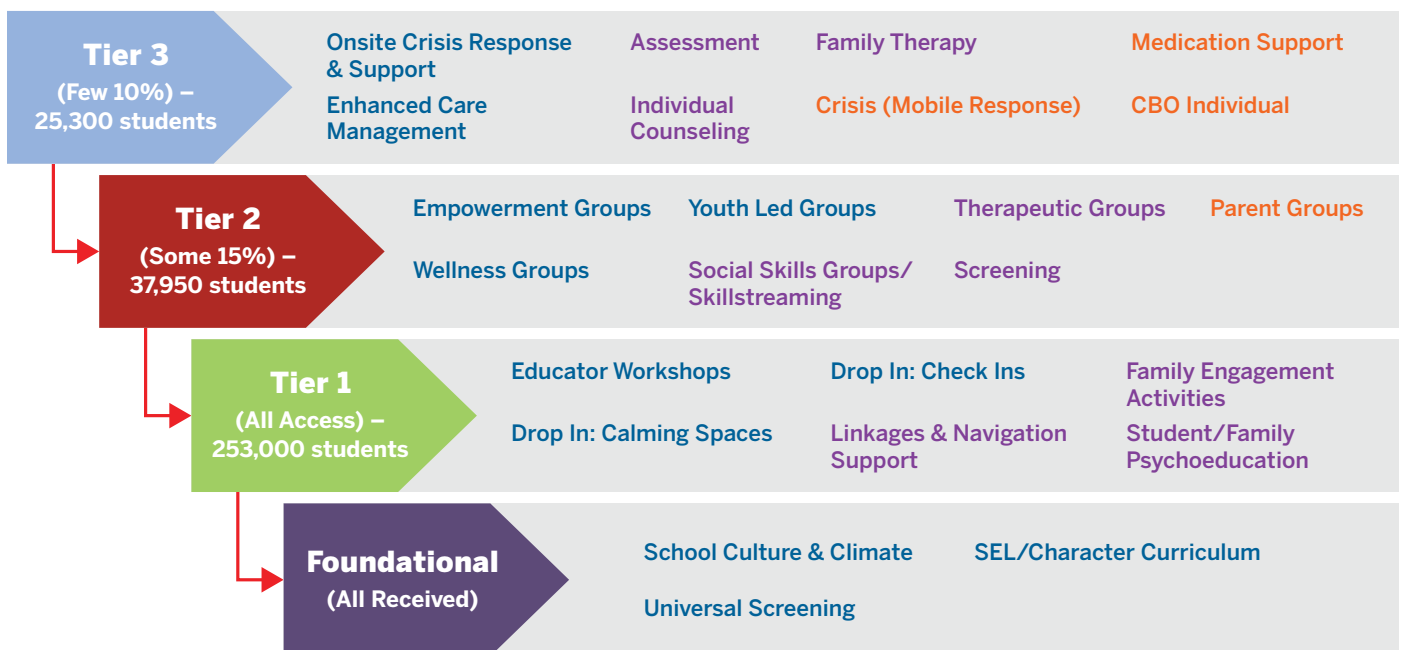 Tier 3
(Few 10%) –
25,300 students
Onsite Crisis Response
& Support
Assessment
Family Therapy
Medication Support
Enhanced Care
Management
Individual
Counseling
Crisis (Mobile Response)
CBO Individual
Tier 2
(Some 15%) –
37,950 students
Empowerment Groups
Youth Led Groups
Therapeutic Groups
Parent Groups
Wellness Groups
Social Skills Groups/
Skillstreaming
Screening
Tier 1
(All Access) –
253,000 students
Educator Workshops
Drop In: Check Ins
Family Engagement
Activities
Drop In: Calming Spaces
Linkages & Navigation
Support
Student/Family
Psychoeducation
Foundational
(All Received)
School Culture & Climate
SEL/Character Curriculum
Universal Screening